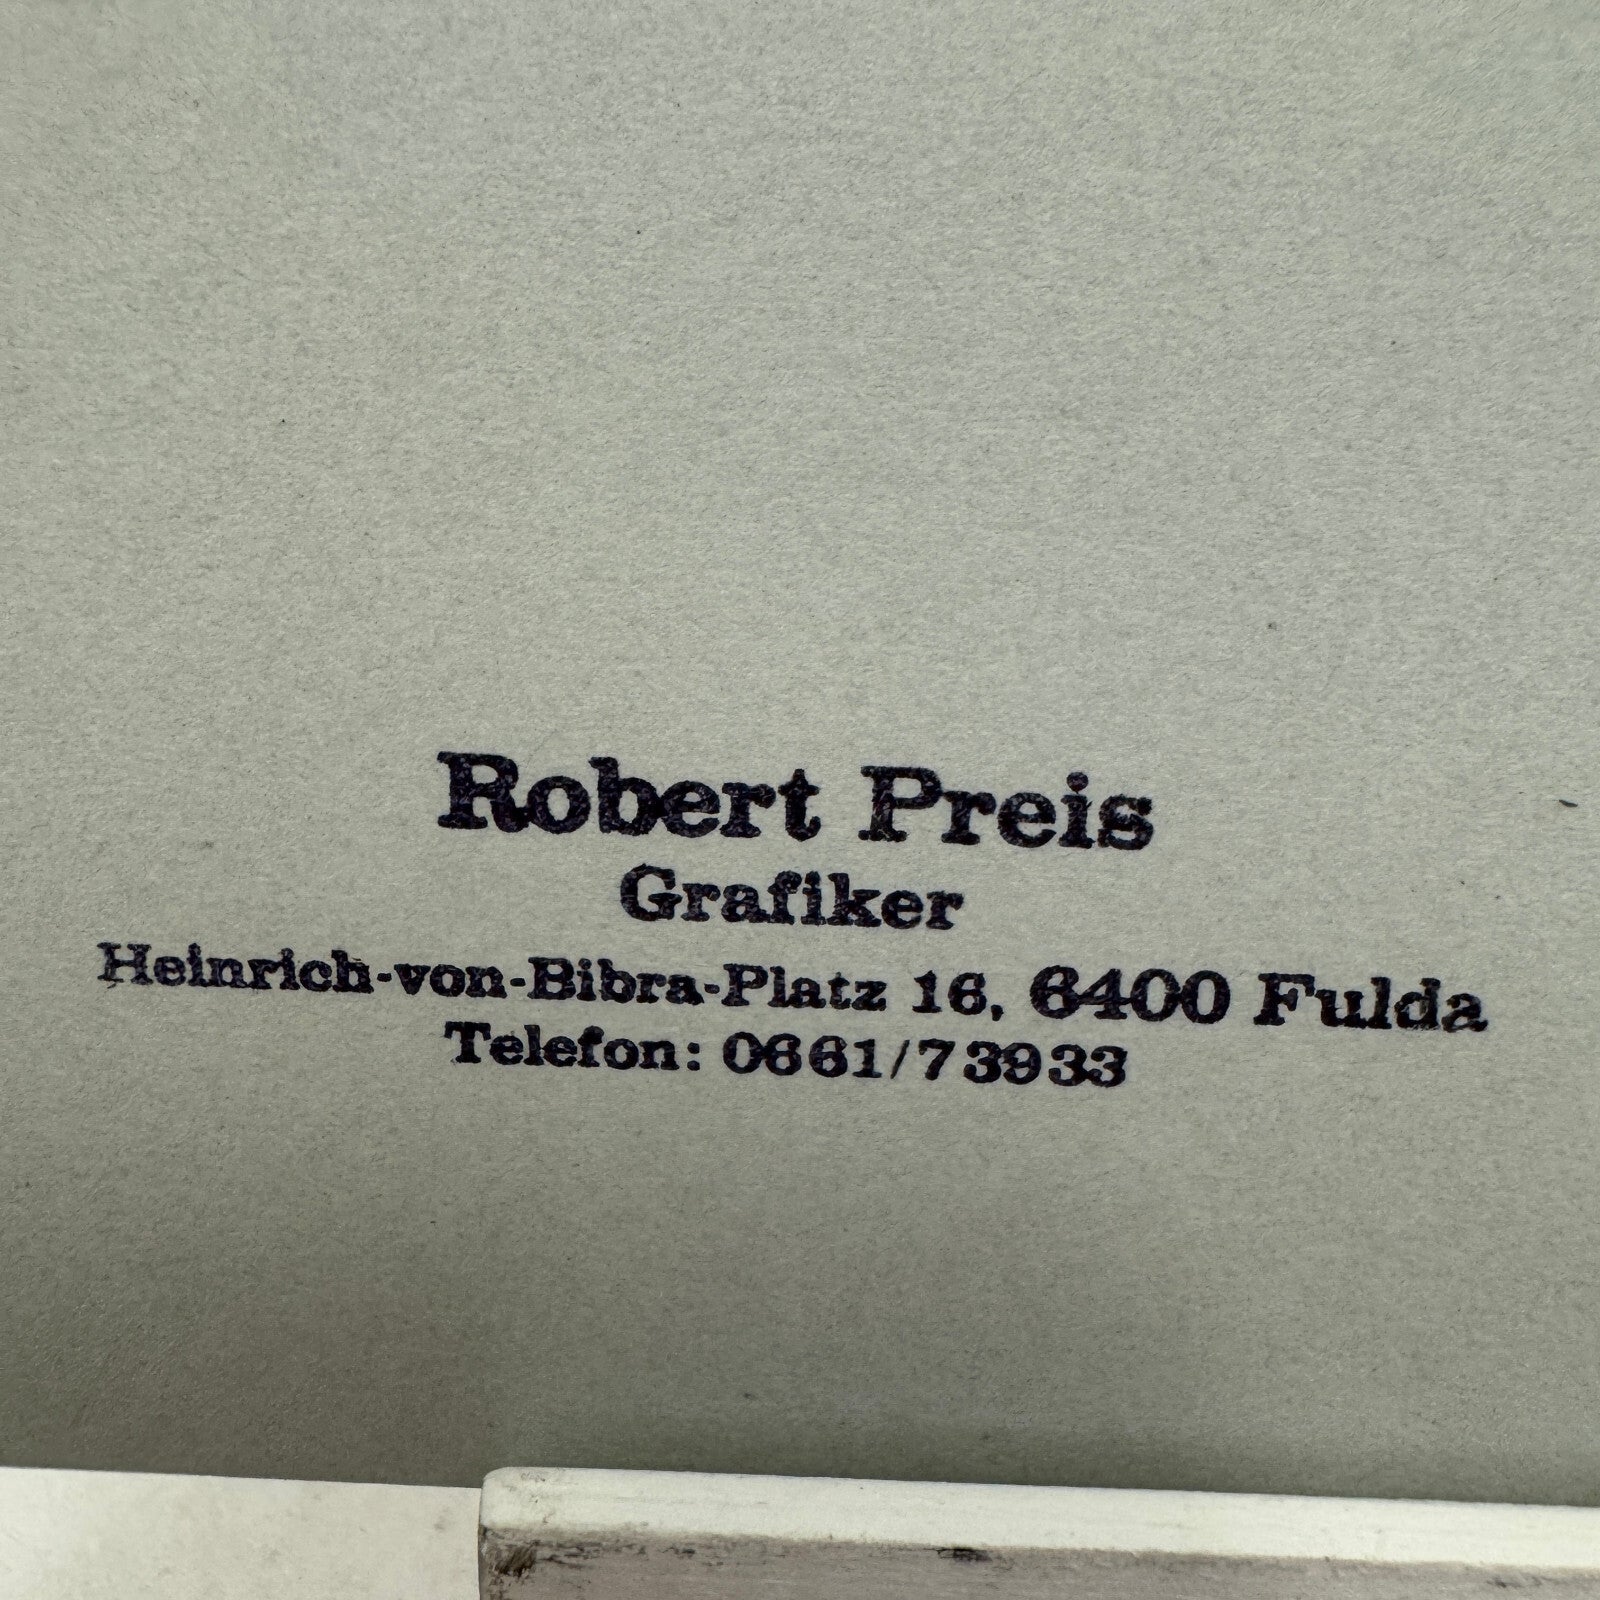 Robert Preis
Grafiker
Heinrich-von-Bibra-Platz 16, 6400 Fulda
Telefon: 0661/73933